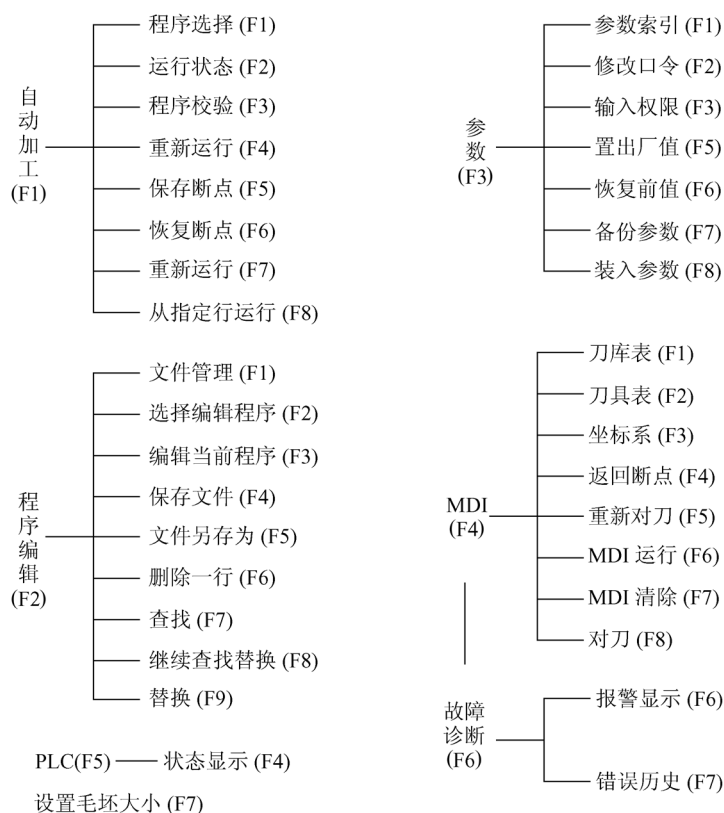 自动加工
(F1)
程序选择 (F1)
运行状态 (F2)
程序校验 (F3)
重新运行 (F4)
保存断点 (F5)
恢复断点 (F6)
重新运行 (F7)
从指定行运行 (F8)
程序编辑
(F2)
文件管理 (F1)
选择编辑程序 (F2)
编辑当前程序 (F3)
保存文件 (F4)
文件另存为 (F5)
删除一行 (F6)
查找 (F7)
继续查找替换 (F8)
替换 (F9)
PLC(F5)
状态显示 (F4)
设置毛坯大小 (F7)
参数
(F3)
参数索引 (F1)
修改口令 (F2)
输入权限 (F3)
置出厂值 (F5)
恢复前值 (F6)
备份参数 (F7)
装入参数 (F8)
MDI
(F4)
刀库表 (F1)
刀具表 (F2)
坐标系 (F3)
返回断点 (F4)
重新对刀 (F5)
MDI 运行 (F6)
MDI 清除 (F7)
对刀 (F8)
故障
诊断
(F6)
报警显示 (F6)
错误历史 (F7)